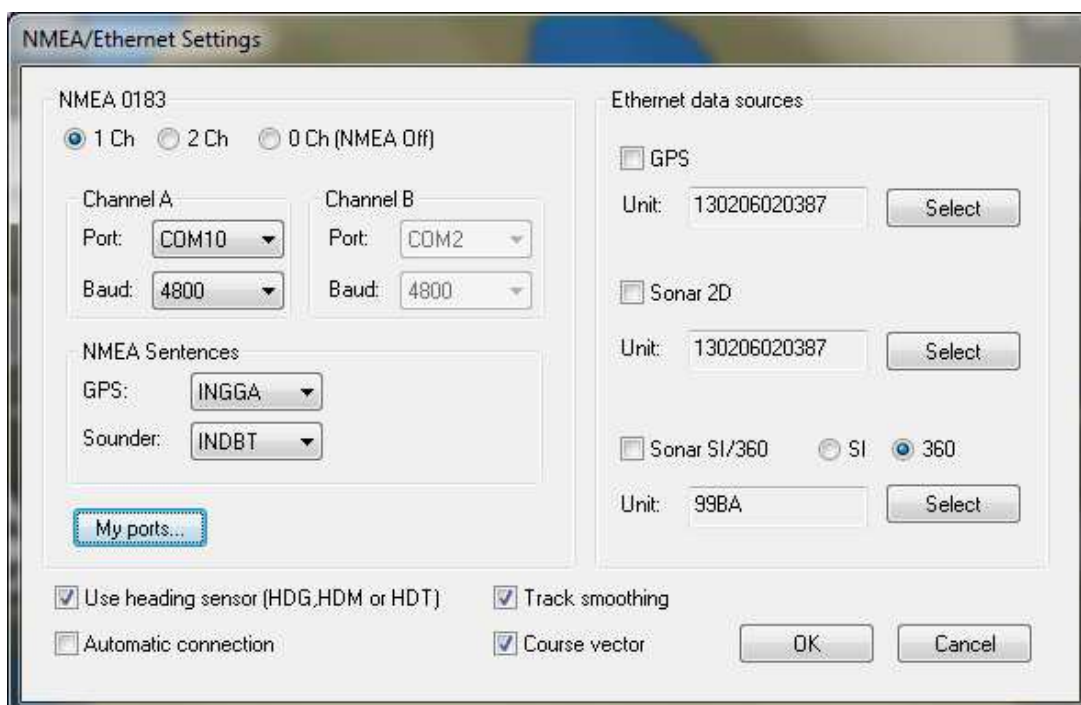 NMEA/Ethernet Settings
NMEA 0183
1 Ch 2 Ch 0 Ch (NMEA Off)
Channel A
Port: COM10
Baud: 4800
Channel B
Port: COM2
Baud: 4800
NMEA Sentences
GPS: INGGA
Sounder: INDBT
My ports...
Ethernet data sources
GPS
Unit: 130206020387 Select
Sonar 2D
Unit: 130206020387 Select
Sonar SI/360 SI 360
Unit: 99BA Select
Use heading sensor (HDG,HDM or HDT) Track smoothing
Automatic connection Course vector OK Cancel